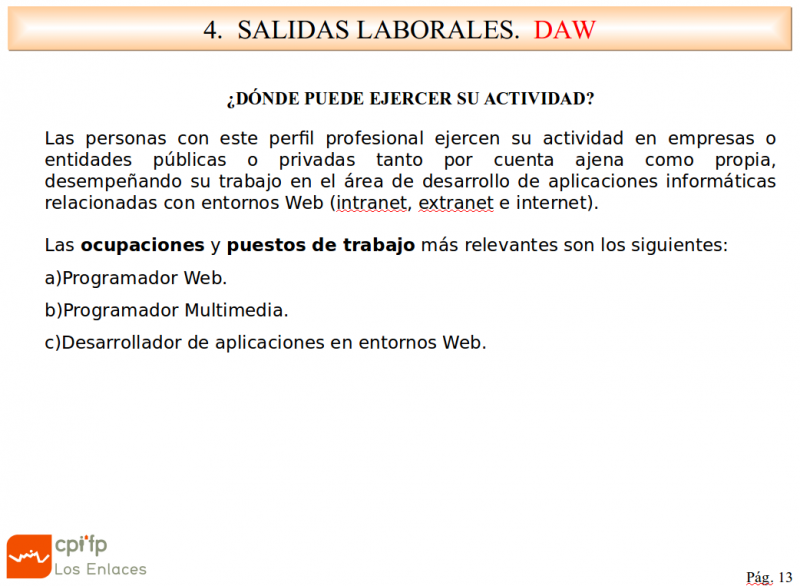 4. SALIDAS LABORALES. DAW
¿DÓNDE PUEDE EJERCER SU ACTIVIDAD?
Las personas con este perfil profesional ejercen su actividad en empresas o
entidades públicas o privadas tanto por cuenta ajena como propia,
desempeñando su trabajo en el área de desarrollo de aplicaciones informáticas
relacionadas con entornos Web (intranet, extranet e internet).
Las ocupaciones y puestos de trabajo más relevantes son los siguientes:
a)Programador Web.
b)Programador Multimedia.
c)Desarrollador de aplicaciones en entornos Web.
cpifp
Los Enlaces
Pág. 13